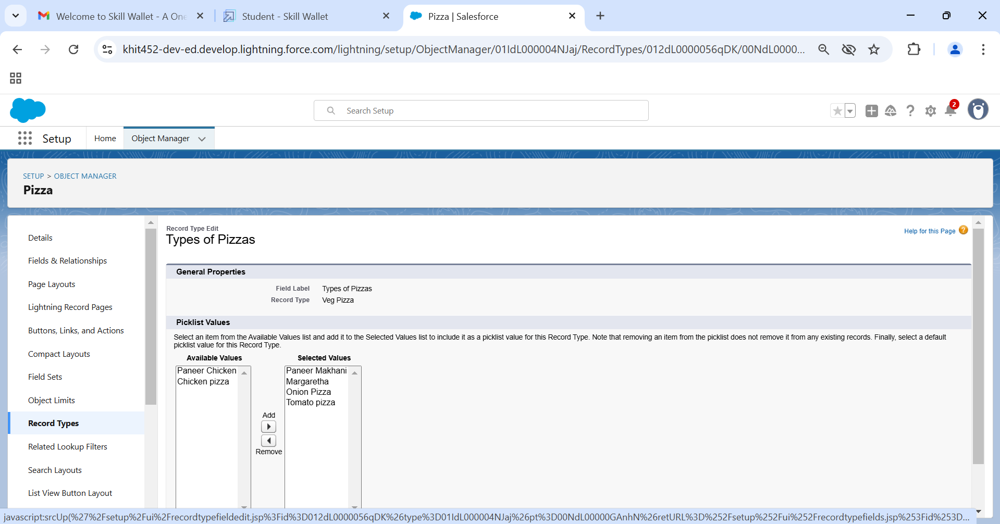 Welcome to Skill Wallet - A One
Student - Skill Wallet
Pizza | Salesforce
khit452-dev-ed.develop.lightning.force.com/lightning/setup/ObjectManager/01IdL000004NJaj/RecordTypes/012dL0000056qDK/00NdL0000...
Search Setup
2
Setup
Home
Object Manager
SETUP > OBJECT MANAGER
Pizza
Details
Fields & Relationships
Page Layouts
Lightning Record Pages
Buttons, Links, and Actions
Compact Layouts
Field Sets
Object Limits
Record Types
Related Lookup Filters
Search Layouts
List View Button Layout
Record Type Edit
Types of Pizzas
Help for this Page
General Properties
Field Label Types of Pizzas
Record Type Veg Pizza
Picklist Values
Select an item from the Available Values list and add it to the Selected Values list to include it as a picklist value for this Record Type. Note that removing an item from the picklist does not remove it from any existing records. Finally, select a default
picklist value for this Record Type.
Available Values
Paneer Chicken
Chicken pizza
Add
Remove
Selected Values
Paneer Makhani
Margaretha
Onion Pizza
Tomato pizza
javascript:srcUp(%27%2Fsetup%2Fui%2Frecordtypefieldedit.jsp%3Fid%3D012dL0000056qDK%26type%3D01IdL000004NJaj%26pt%3D00NdL00000GAnhN%26retURL%3D%252Fsetup%252Fui%252Frecordtypefields.jsp%253Fid%253D...